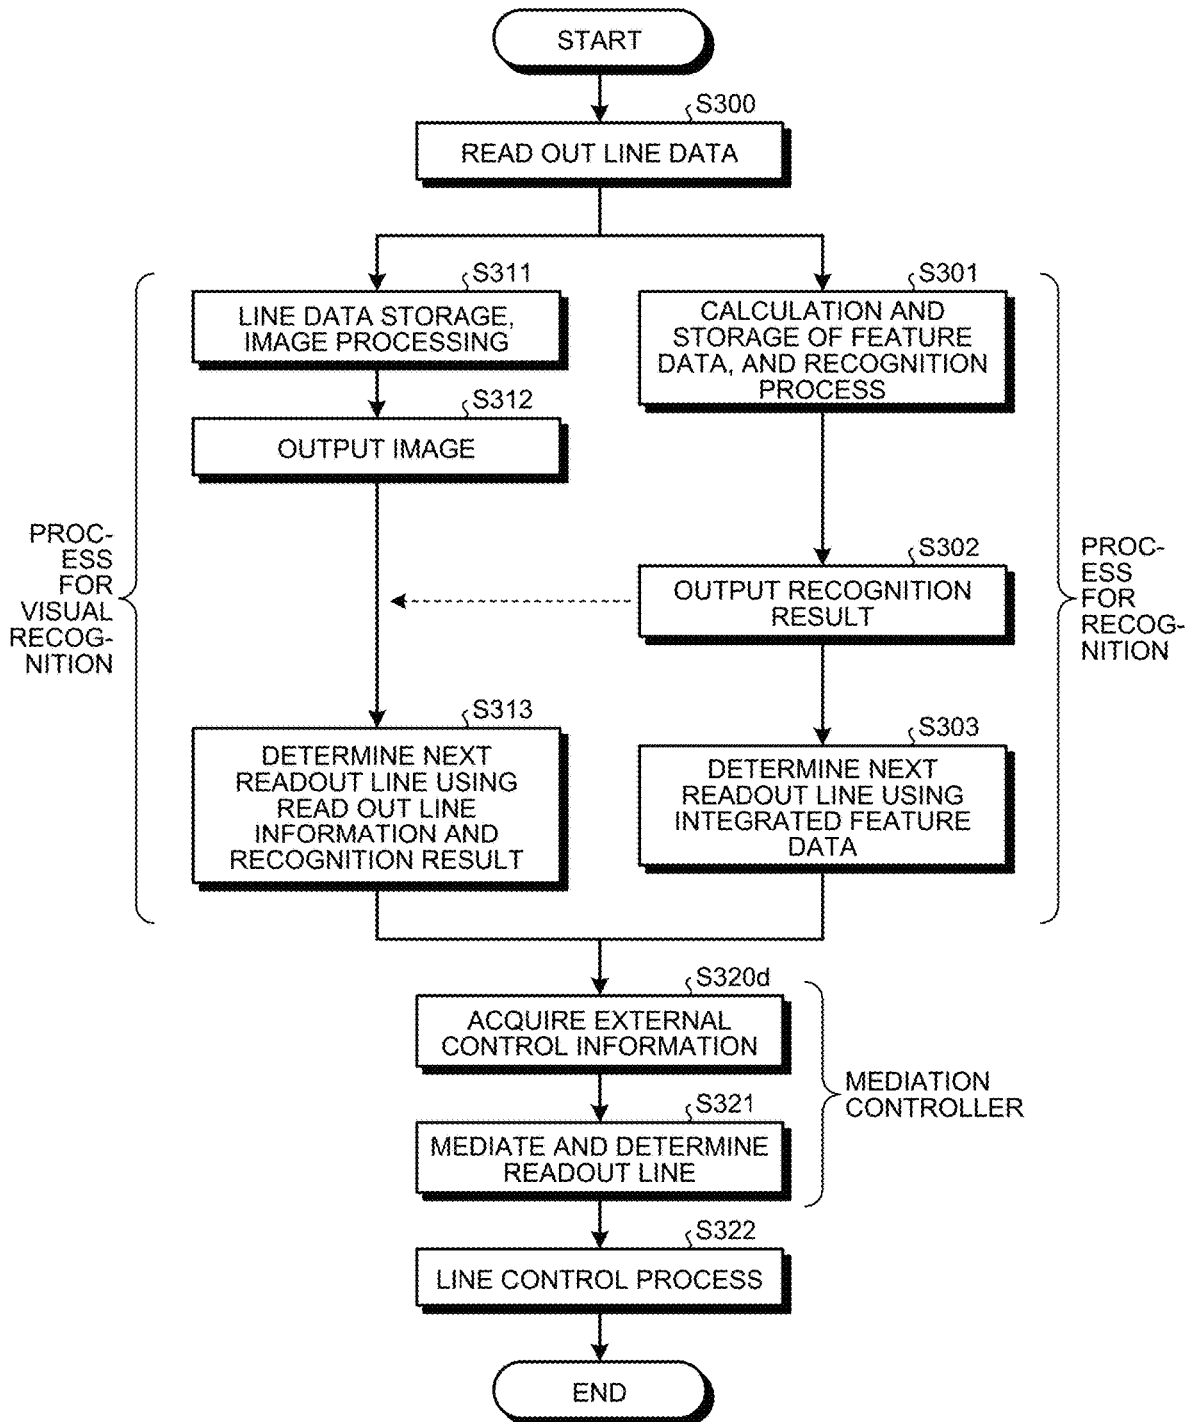 START
S300
READ OUT LINE DATA
S311
LINE DATA STORAGE,
IMAGE PROCESSING
S312
OUTPUT IMAGE
S301
CALCULATION AND
STORAGE OF FEATURE
DATA, AND RECOGNITION
PROCESS
S302
OUTPUT RECOGNITION
RESULT
PROC-
ESS
FOR
VISUAL
RECOG-
NITION
PROC-
ESS
FOR
RECOG-
NITION
S313
DETERMINE NEXT
READOUT LINE USING
READ OUT LINE
INFORMATION AND
RECOGNITION RESULT
S303
DETERMINE NEXT
READOUT LINE USING
INTEGRATED FEATURE
DATA
S320d
ACQUIRE EXTERNAL
CONTROL INFORMATION
S321
MEDIATE AND DETERMINE
READOUT LINE
MEDIATION
CONTROLLER
S322
LINE CONTROL PROCESS
END